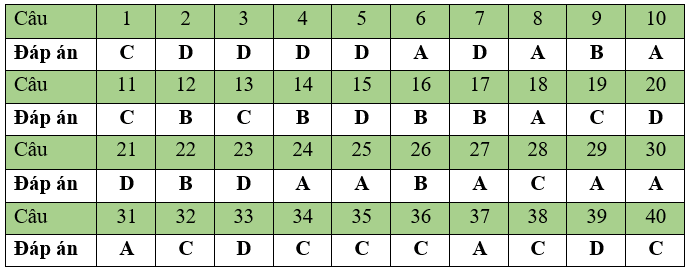 Câu 1 2 3 4 5 6 7 8 9 10
Đáp án C D D D D A D A B A
Câu 11 12 13 14 15 16 17 18 19 20
Đáp án C B C B D B B A C D
Câu 21 22 23 24 25 26 27 28 29 30
Đáp án D B D A A B A C A A
Câu 31 32 33 34 35 36 37 38 39 40
Đáp án A C D C C C A C D C